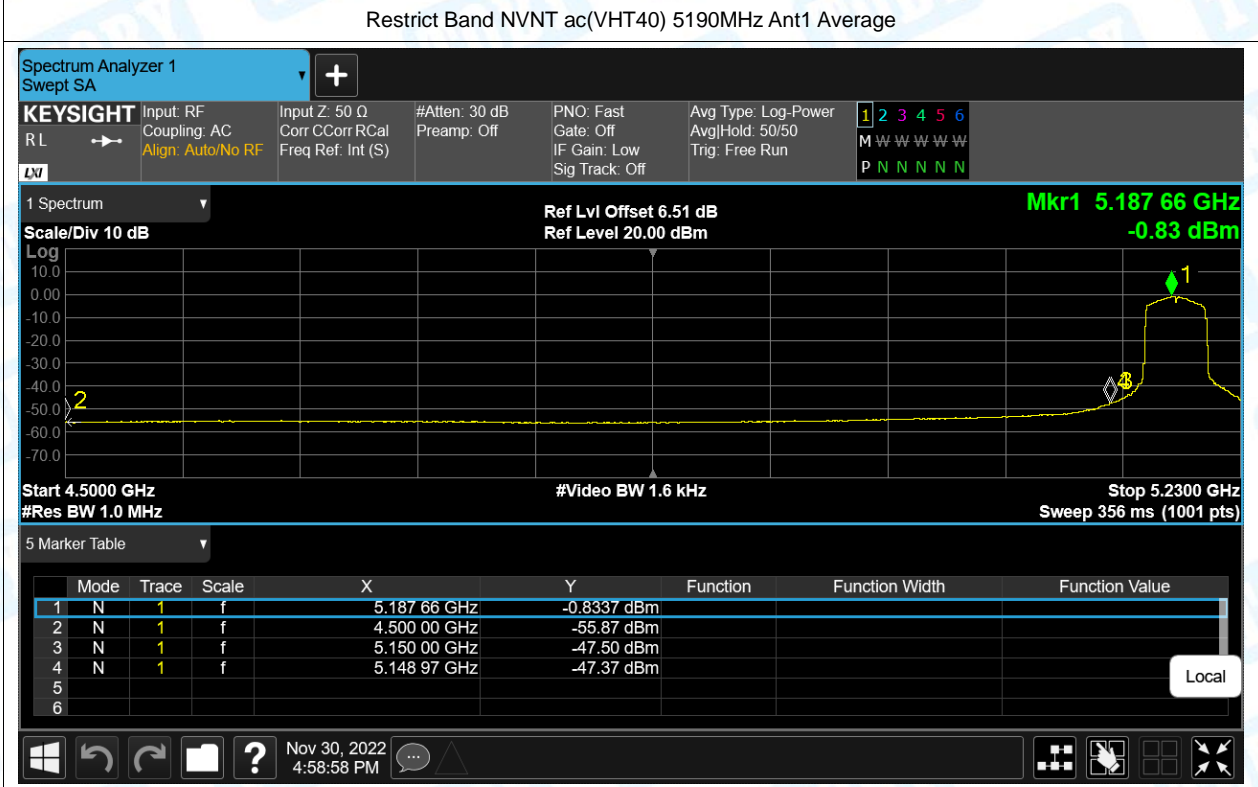 Restrict Band NVNT ac(VHT40) 5190MHz Ant1 Average
Spectrum Analyzer 1
Swept SA
+
KEYSIGHT
R L
LXI
Input: RF
Coupling: AC
Align: Auto/No RF
Input Z: 50 Ω
Corr CCorr RCal
Freq Ref: Int (S)
#Atten: 30 dB
Preamp: Off
PNO: Fast
Gate: Off
IF Gain: Low
Sig Track: Off
Avg Type: Log-Power
Avg|Hold: 50/50
Trig: Free Run
1 2 3 4 5 6
M W W W W W
P N N N N N
1 Spectrum
Scale/Div 10 dB
Ref Lvl Offset 6.51 dB
Ref Level 20.00 dBm
Mkr1 5.187 66 GHz
-0.83 dBm
Log
10.0
0.00
-10.0
-20.0
-30.0
-40.0
-50.0
-60.0
-70.0
1
2
Start 4.5000 GHz
#Res BW 1.0 MHz
#Video BW 1.6 kHz
Stop 5.2300 GHz
Sweep 356 ms (1001 pts)
5 Marker Table
Mode Trace Scale X Y Function Function Width Function Value
1 N 1 f 5.187 66 GHz -0.8337 dBm
2 N 1 f 4.500 00 GHz -55.87 dBm
3 N 1 f 5.150 00 GHz -47.50 dBm
4 N 1 f 5.148 97 GHz -47.37 dBm
5
6
Local
?
Nov 30, 2022
4:58:58 PM